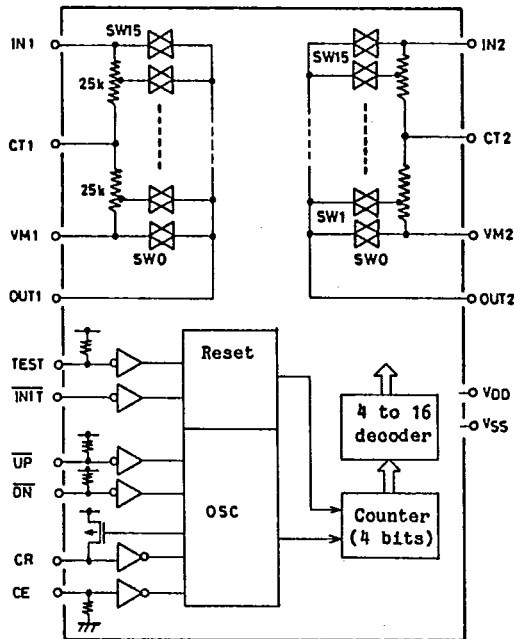 IN1
SW15
SW15
IN2
25k
CT1
CT2
25k
SW1
VM1
VM2
SW0
SW0
OUT1
OUT2
TEST
Reset
INIT
VDD
4 to 16
decoder
VSS
UP
DN
OSC
Counter
(4 bits)
CR
CE